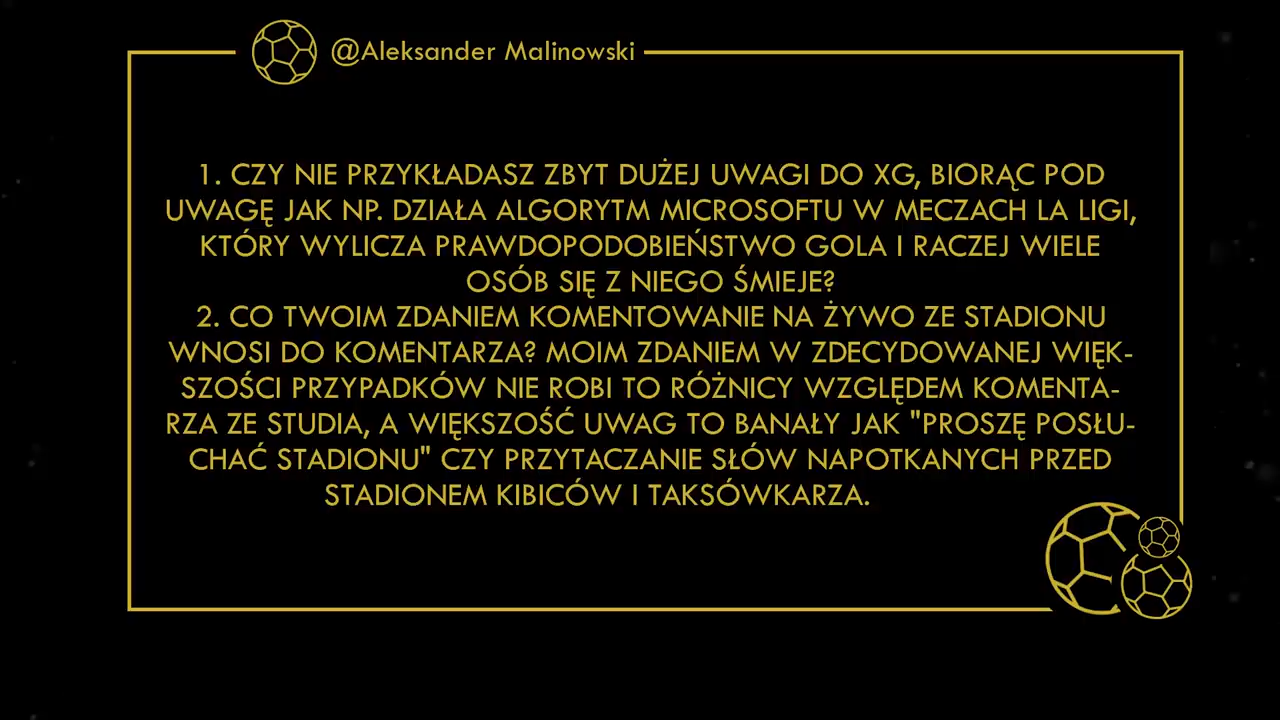 @Aleksander Malinowski
1. CZY NIE PRZYKŁADASZ ZBYT DUŻEJ UWAGI DO XG, BIORĄC POD
UWAGĘ JAK NP. DZIAŁA ALGORYTM MICROSOFTU W MECZACH LA LIGI,
KTÓRY WYLICZA PRAWDOPODOBIEŃSTWO GOLA I RACZEJ WIELE
OSÓB SIĘ Z NIEGO ŚMIEJE?
2. CO TWOIM ZDANIEM KOMENTOWANIE NA ŻYWO ZE STADIONU
WNOSI DO KOMENTARZA? MOIM ZDANIEM W ZDECYDOWANEJ WIĘK-
SZOŚCI PRZYPADKÓW NIE ROBI TO RÓŻNICY WZGLĘDEM KOMENTA-
RZA ZE STUDIA, A WIĘKSZOŚĆ UWAG TO BANAŁY JAK "PROSZĘ POSŁU-
CHAĆ STADIONU" CZY PRZYTACZANIE SŁÓW NAPOTKANYCH PRZED
STADIONEM KIBICÓW I TAKSÓWKARZA.